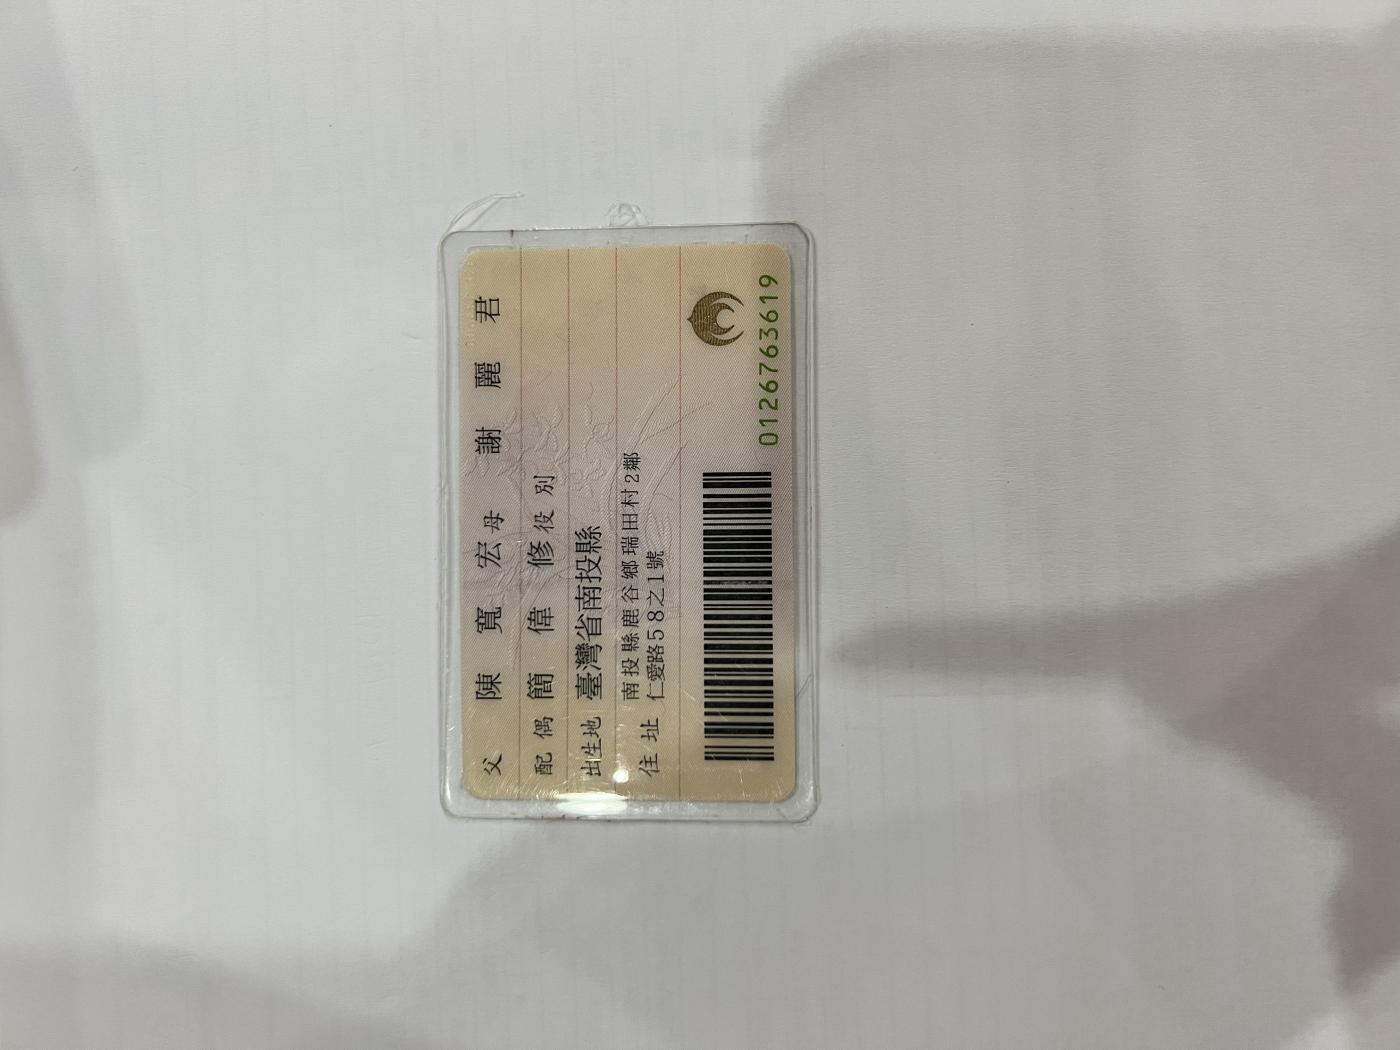 父 陳寬宏 母 謝麗君
配偶 簡偉修 役別
出生地 臺灣省南投縣
住址 南投縣鹿谷鄉瑞田村2鄰
仁愛路58之1號
0126763619